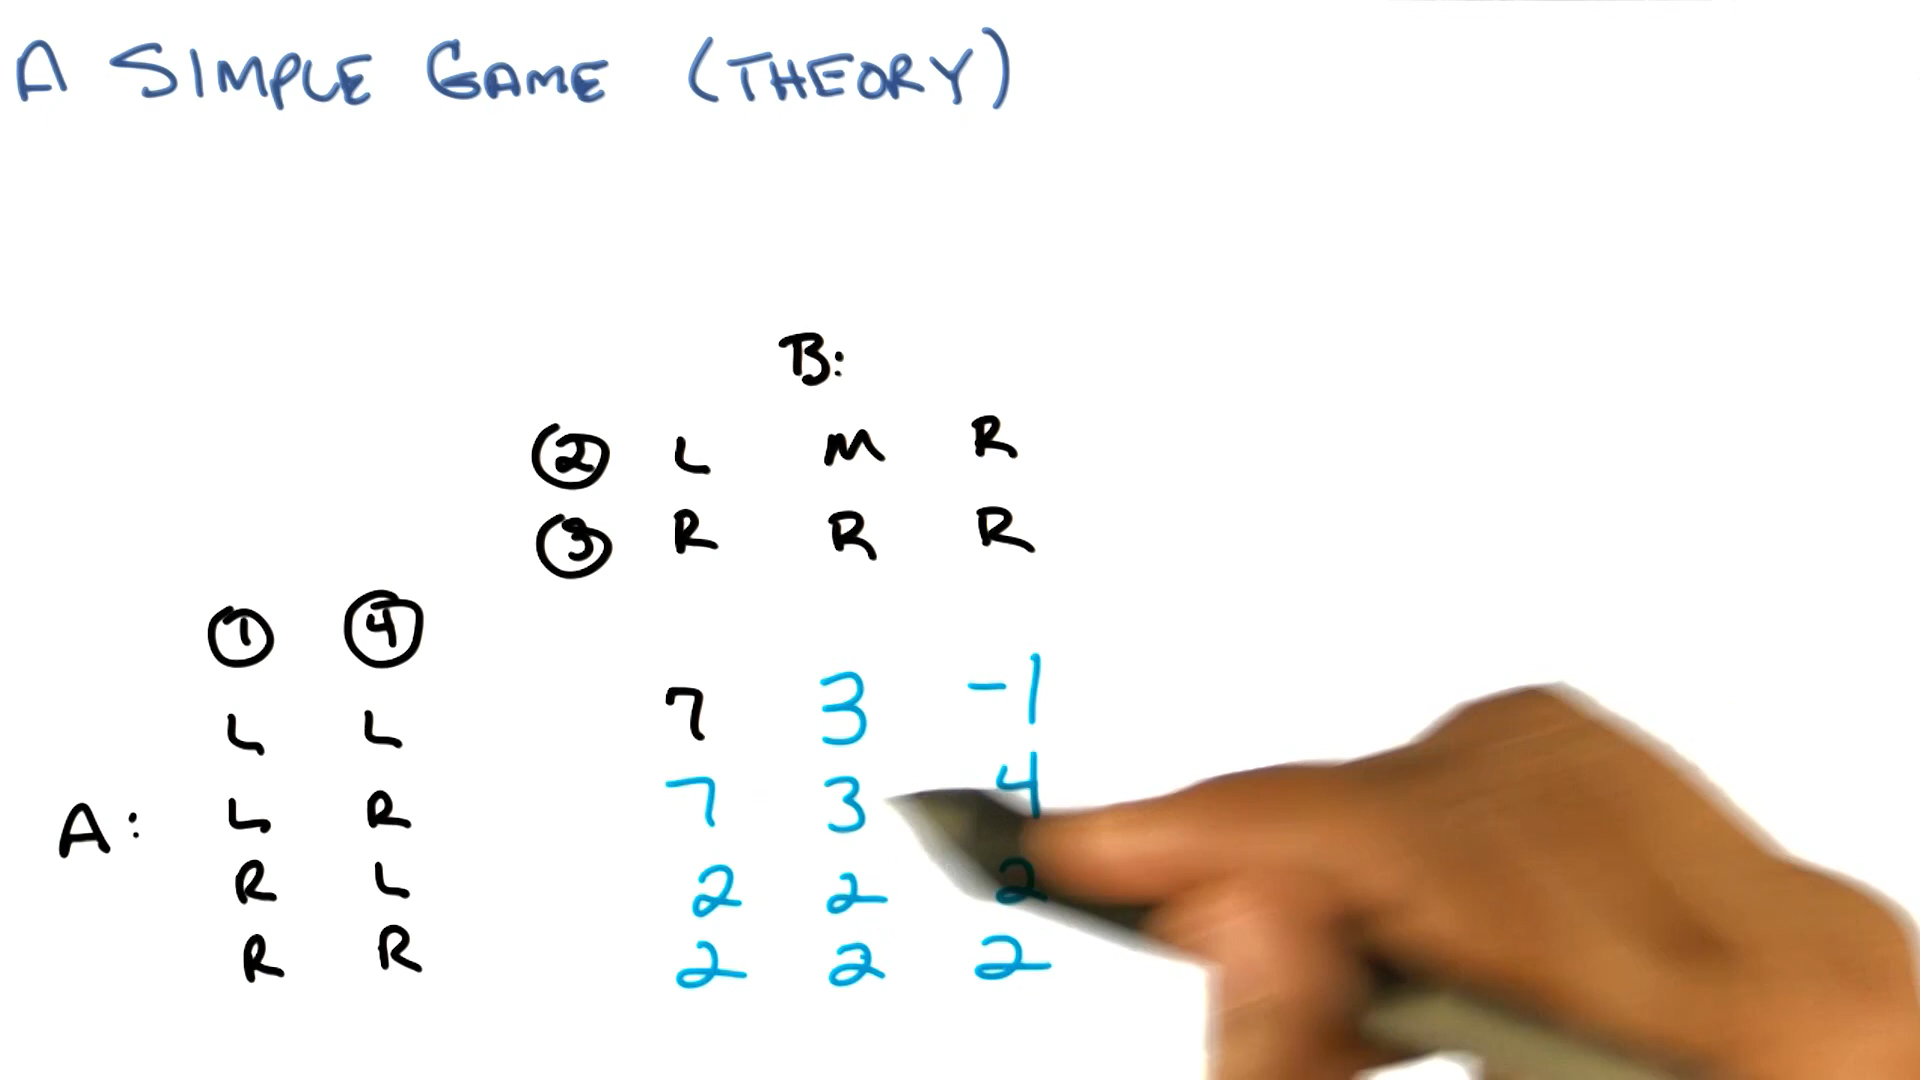 A SIMPLE GAME (THEORY)
B:
② L M R
③ R R R
① ④
L L 7 3 -1
A: L R 7 3 4
R L 2 2 2
R R 2 2 2